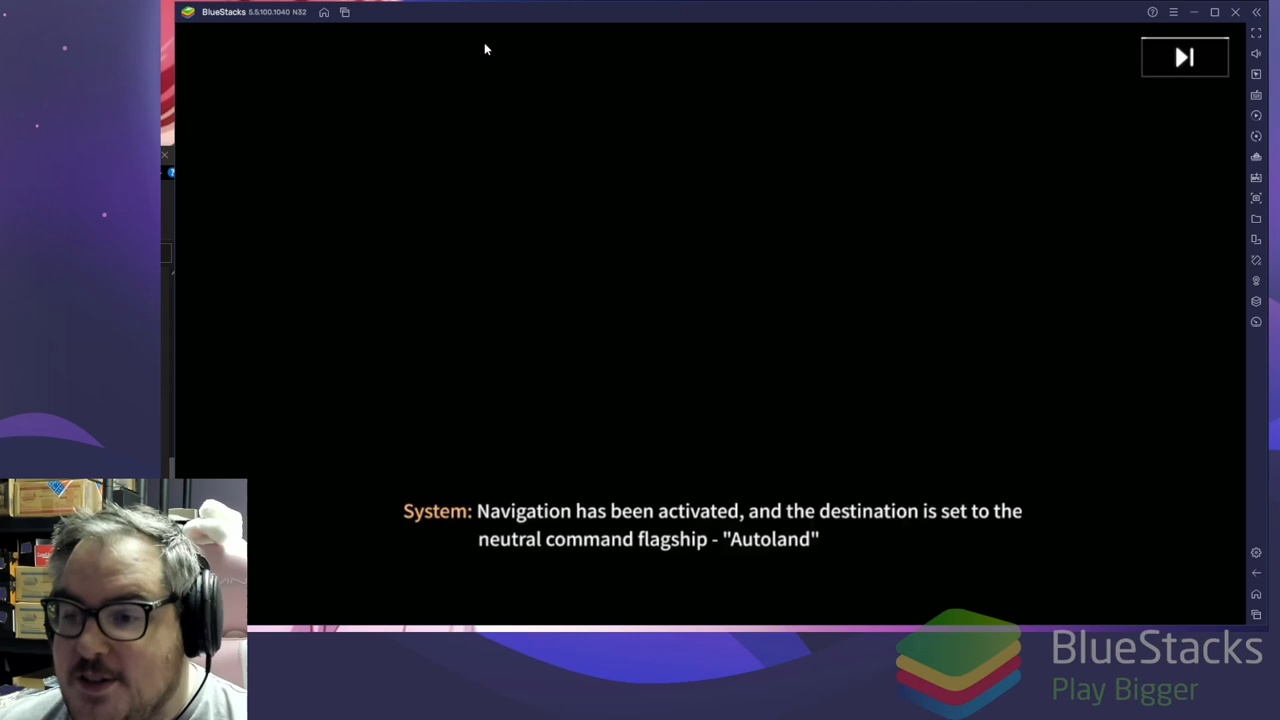 BlueStacks 5.5.100.1040 N32
System: Navigation has been activated, and the destination is set to the
neutral command flagship - "Autoland"
BlueStacks
Play Bigger